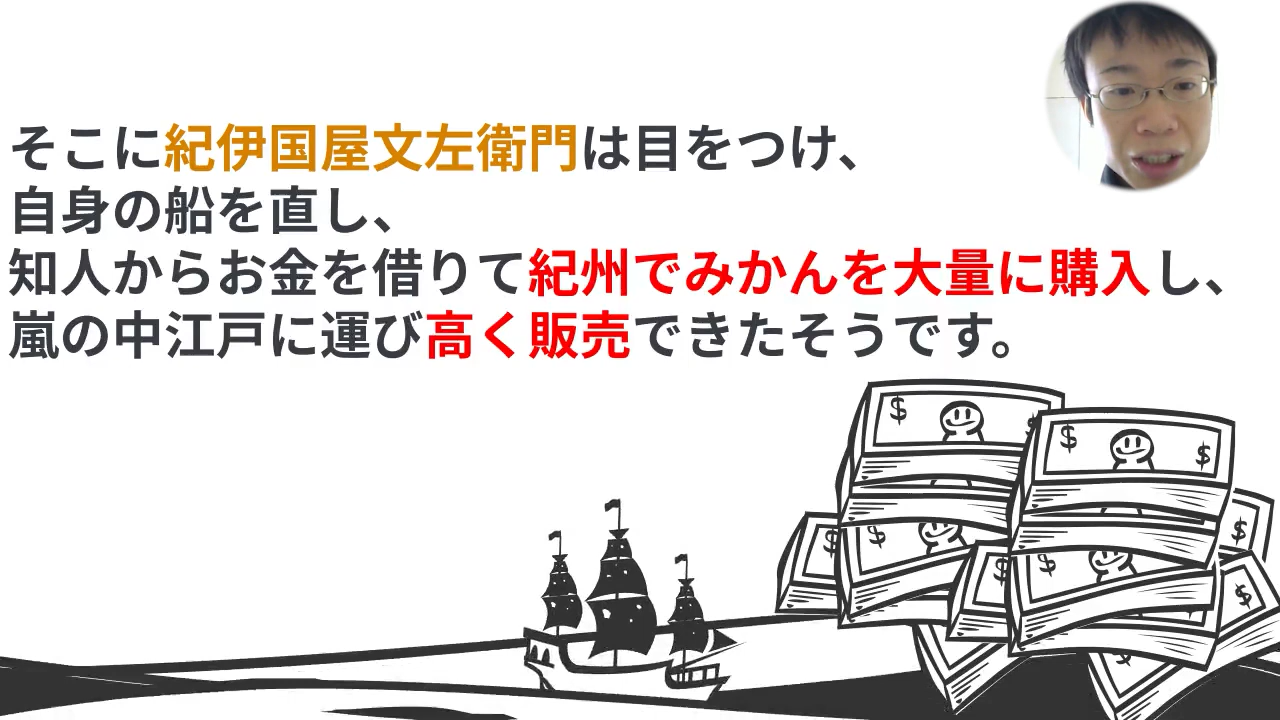 そこに紀伊国屋文左衛門は目をつけ、
自身の船を直し、
知人からお金を借りて紀州でみかんを大量に購入し、
嵐の中江戸に運び高く販売できたそうです。
$
$
$
$
$
$
$
$
$
$